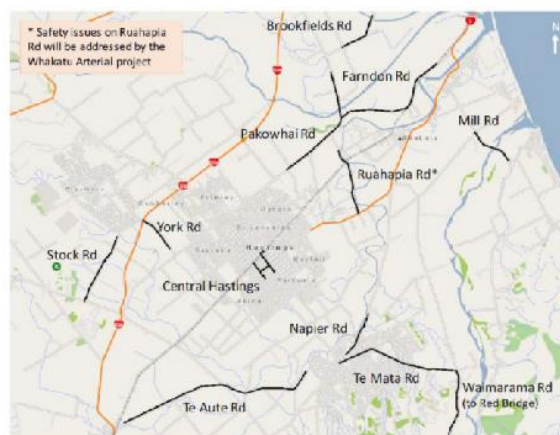 * Safety issues on Ruahapia
Rd will be addressed by the
Whakatu Arterial project
Brookfields Rd
N
Farndon Rd
Mill Rd
Pakowhai Rd
Ruahapia Rd*
York Rd
Stock Rd
Hastings
Central Hastings
Napier Rd
Te Mata Rd
Waimarama Rd
(to Red Bridge)
Te Aute Rd